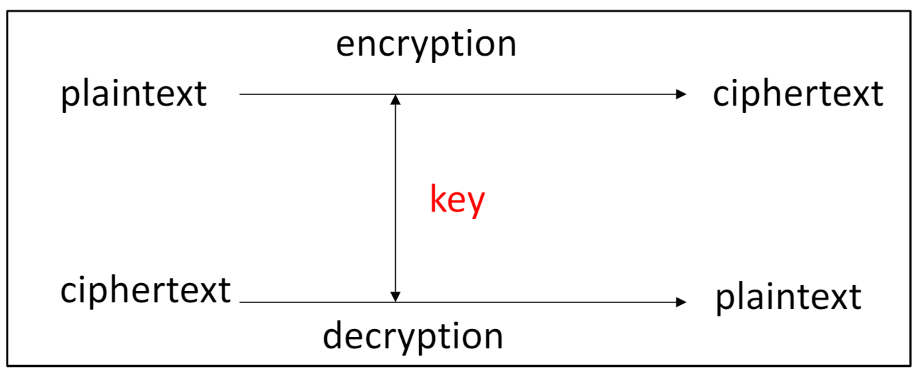 encryption
plaintext
ciphertext
key
ciphertext
plaintext
decryption